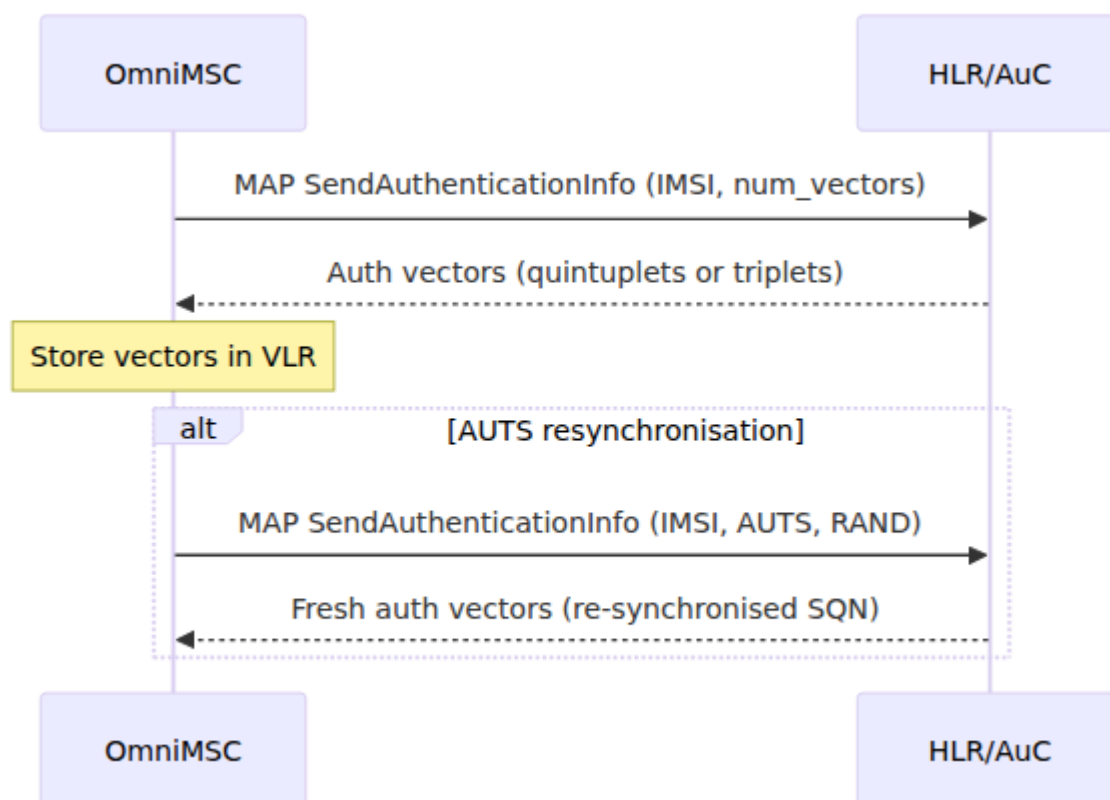 OmniMSC
HLR/AuC
MAP SendAuthenticationInfo (IMSI, num_vectors)
Auth vectors (quintuplets or triplets)
Store vectors in VLR
alt
[AUTS resynchronisation]
MAP SendAuthenticationInfo (IMSI, AUTS, RAND)
Fresh auth vectors (re-synchronised SQN)
OmniMSC
HLR/AuC